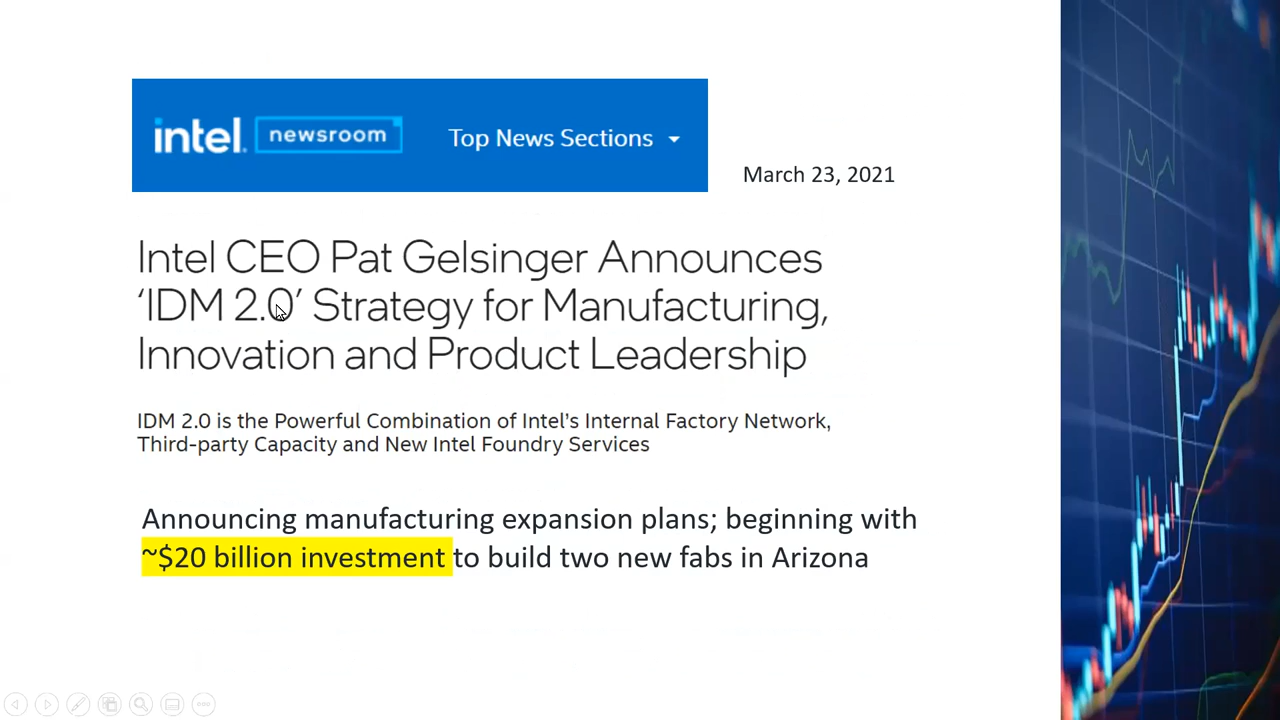 intel. newsroom Top News Sections
March 23, 2021
Intel CEO Pat Gelsinger Announces
‘IDM 2.0’ Strategy for Manufacturing,
Innovation and Product Leadership
IDM 2.0 is the Powerful Combination of Intel’s Internal Factory Network,
Third-party Capacity and New Intel Foundry Services
Announcing manufacturing expansion plans; beginning with
~$20 billion investment to build two new fabs in Arizona